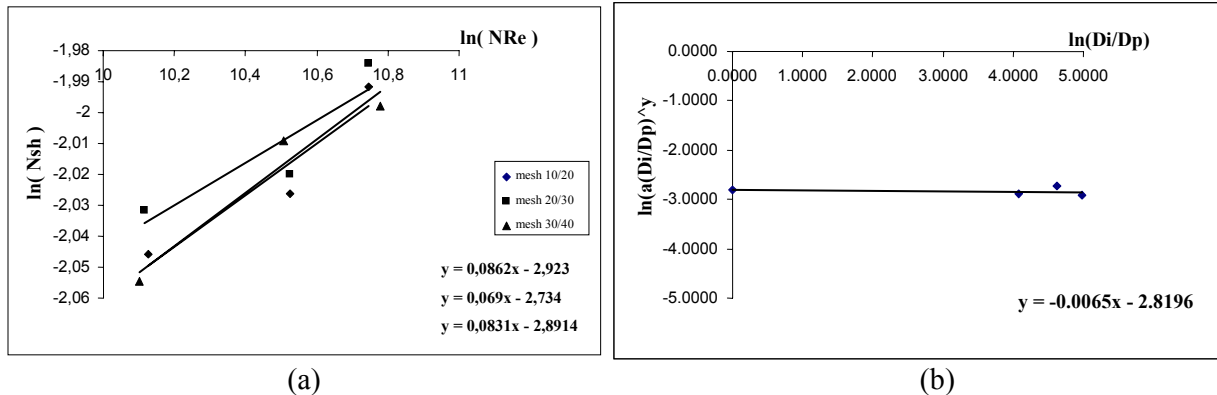 ln( NRe )
-1,98
10
10,2
10,4
10,6
10,8
11
-1,99
-2
-2,01
-2,02
-2,03
-2,04
-2,05
-2,06
ln( Nsh )
mesh 10/20
mesh 20/30
mesh 30/40
y = 0,0862x - 2,923
y = 0,069x - 2,734
y = 0,0831x - 2,8914
(a)
ln(Di/Dp)
0.0000
0.0000 1.0000 2.0000 3.0000 4.0000 5.0000
-1.0000
-2.0000
-3.0000
-4.0000
-5.0000
ln(a(Di/Dp)^y
y = -0.0065x - 2.8196
(b)